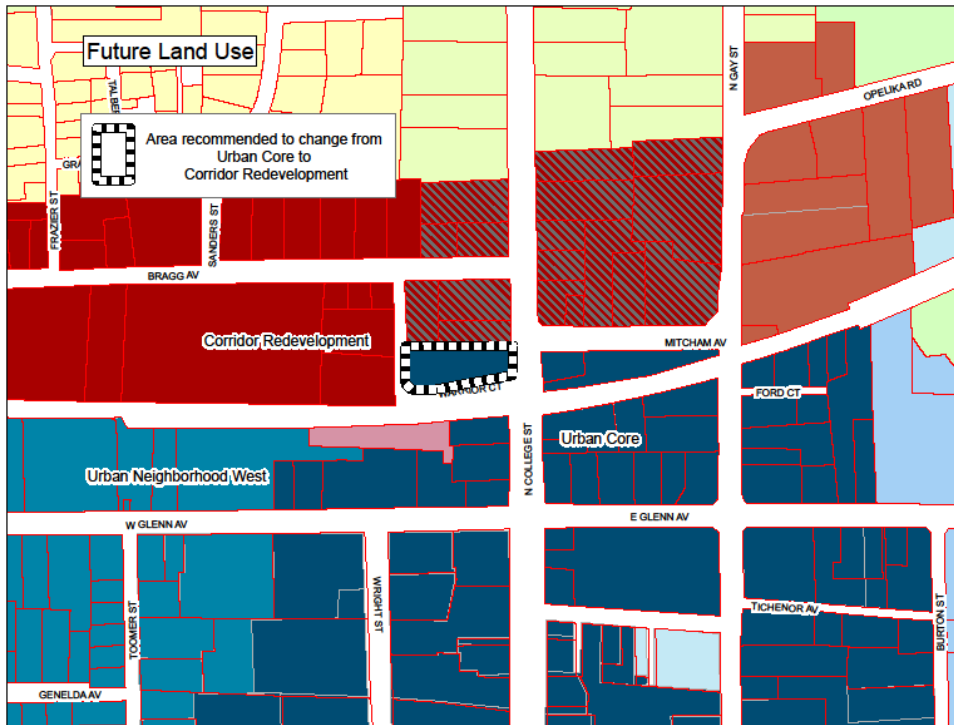 Future Land Use
Area recommended to change from
Urban Core to
Corridor Redevelopment
N GAY ST
OPELIKA RD
FRAZIER ST
SANDERS ST
BRAGG AV
Corridor Redevelopment
MITCHAM AV
WARRIOR CT
FORD CT
N COLLEGE ST
Urban Core
Urban Neighborhood West
W GLENN AV
E GLENN AV
TOOMER ST
WRIGHT ST
TICHENOR AV
BURTON ST
GENELDA AV